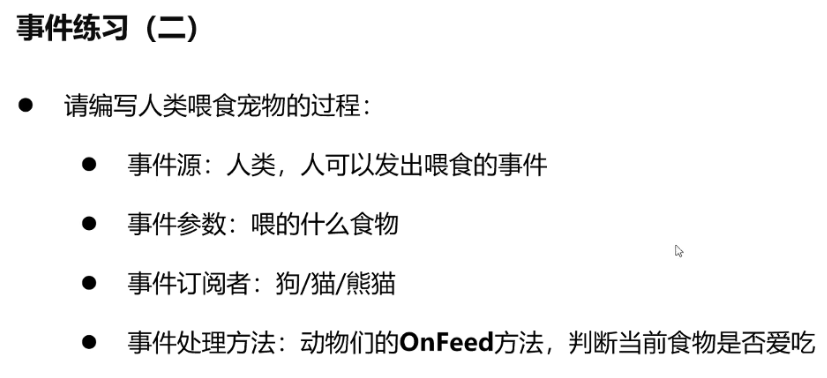 事件练习（二）
● 请编写人类喂食宠物的过程：
● 事件源：人类，人可以发出喂食的事件
● 事件参数：喂的什么食物
● 事件订阅者：狗/猫/熊猫
● 事件处理方法：动物们的OnFeed方法，判断当前食物是否爱吃